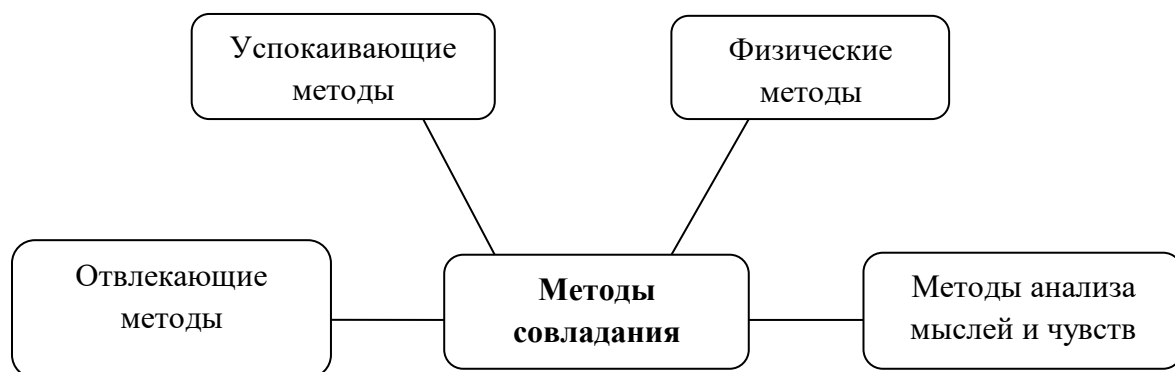 Успокаивающие
методы
Физические
методы
Отвлекающие
методы
Методы
совладания
Методы анализа
мыслей и чувств